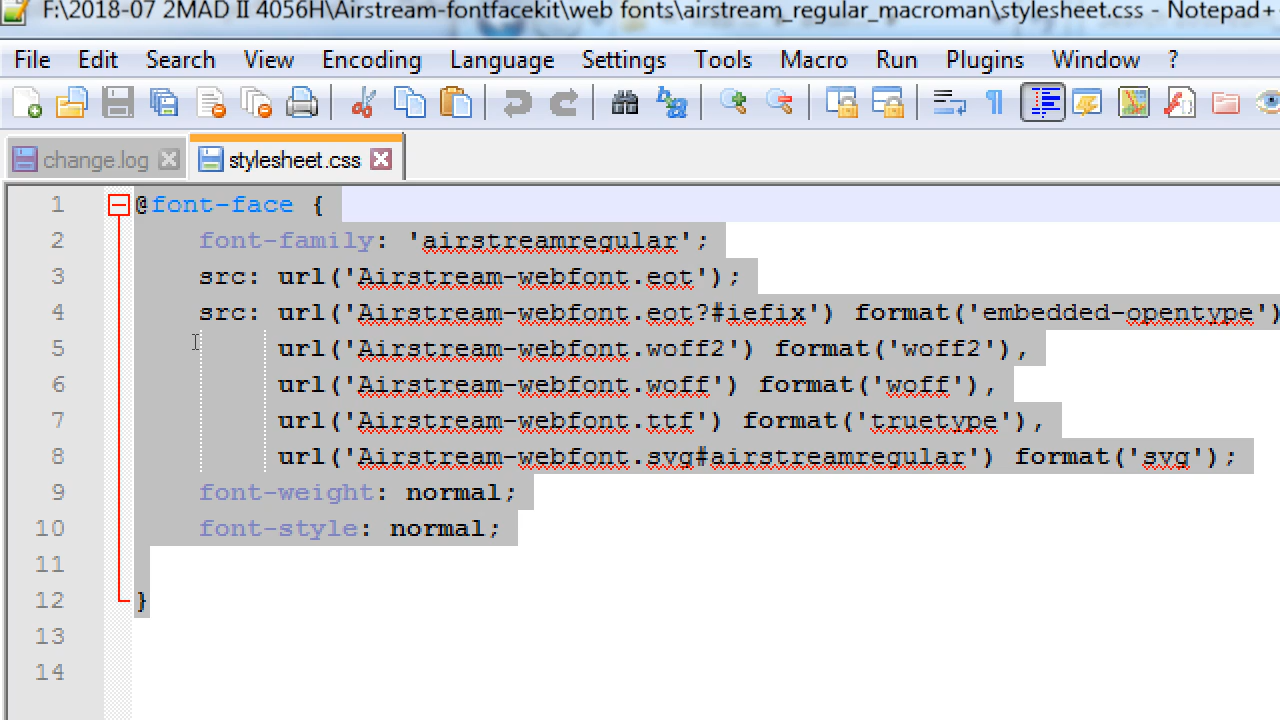 F:\2018-07 2MAD II 4056H\Airstream-fontfacekit\web fonts\airstream_regular_macroman\stylesheet.css - Notepad+
File Edit Search View Encoding Language Settings Tools Macro Run Plugins Window ?
change.log stylesheet.css
1 @font-face {
2 font-family: 'airstreamregular';
3 src: url('Airstream-webfont.eot');
4 src: url('Airstream-webfont.eot?#iefix') format('embedded-opentype')
5 url('Airstream-webfont.woff2') format('woff2'),
6 url('Airstream-webfont.woff') format('woff'),
7 url('Airstream-webfont.ttf') format('truetype'),
8 url('Airstream-webfont.svg#airstreamregular') format('svg');
9 font-weight: normal;
10 font-style: normal;
11
12 }
13
14